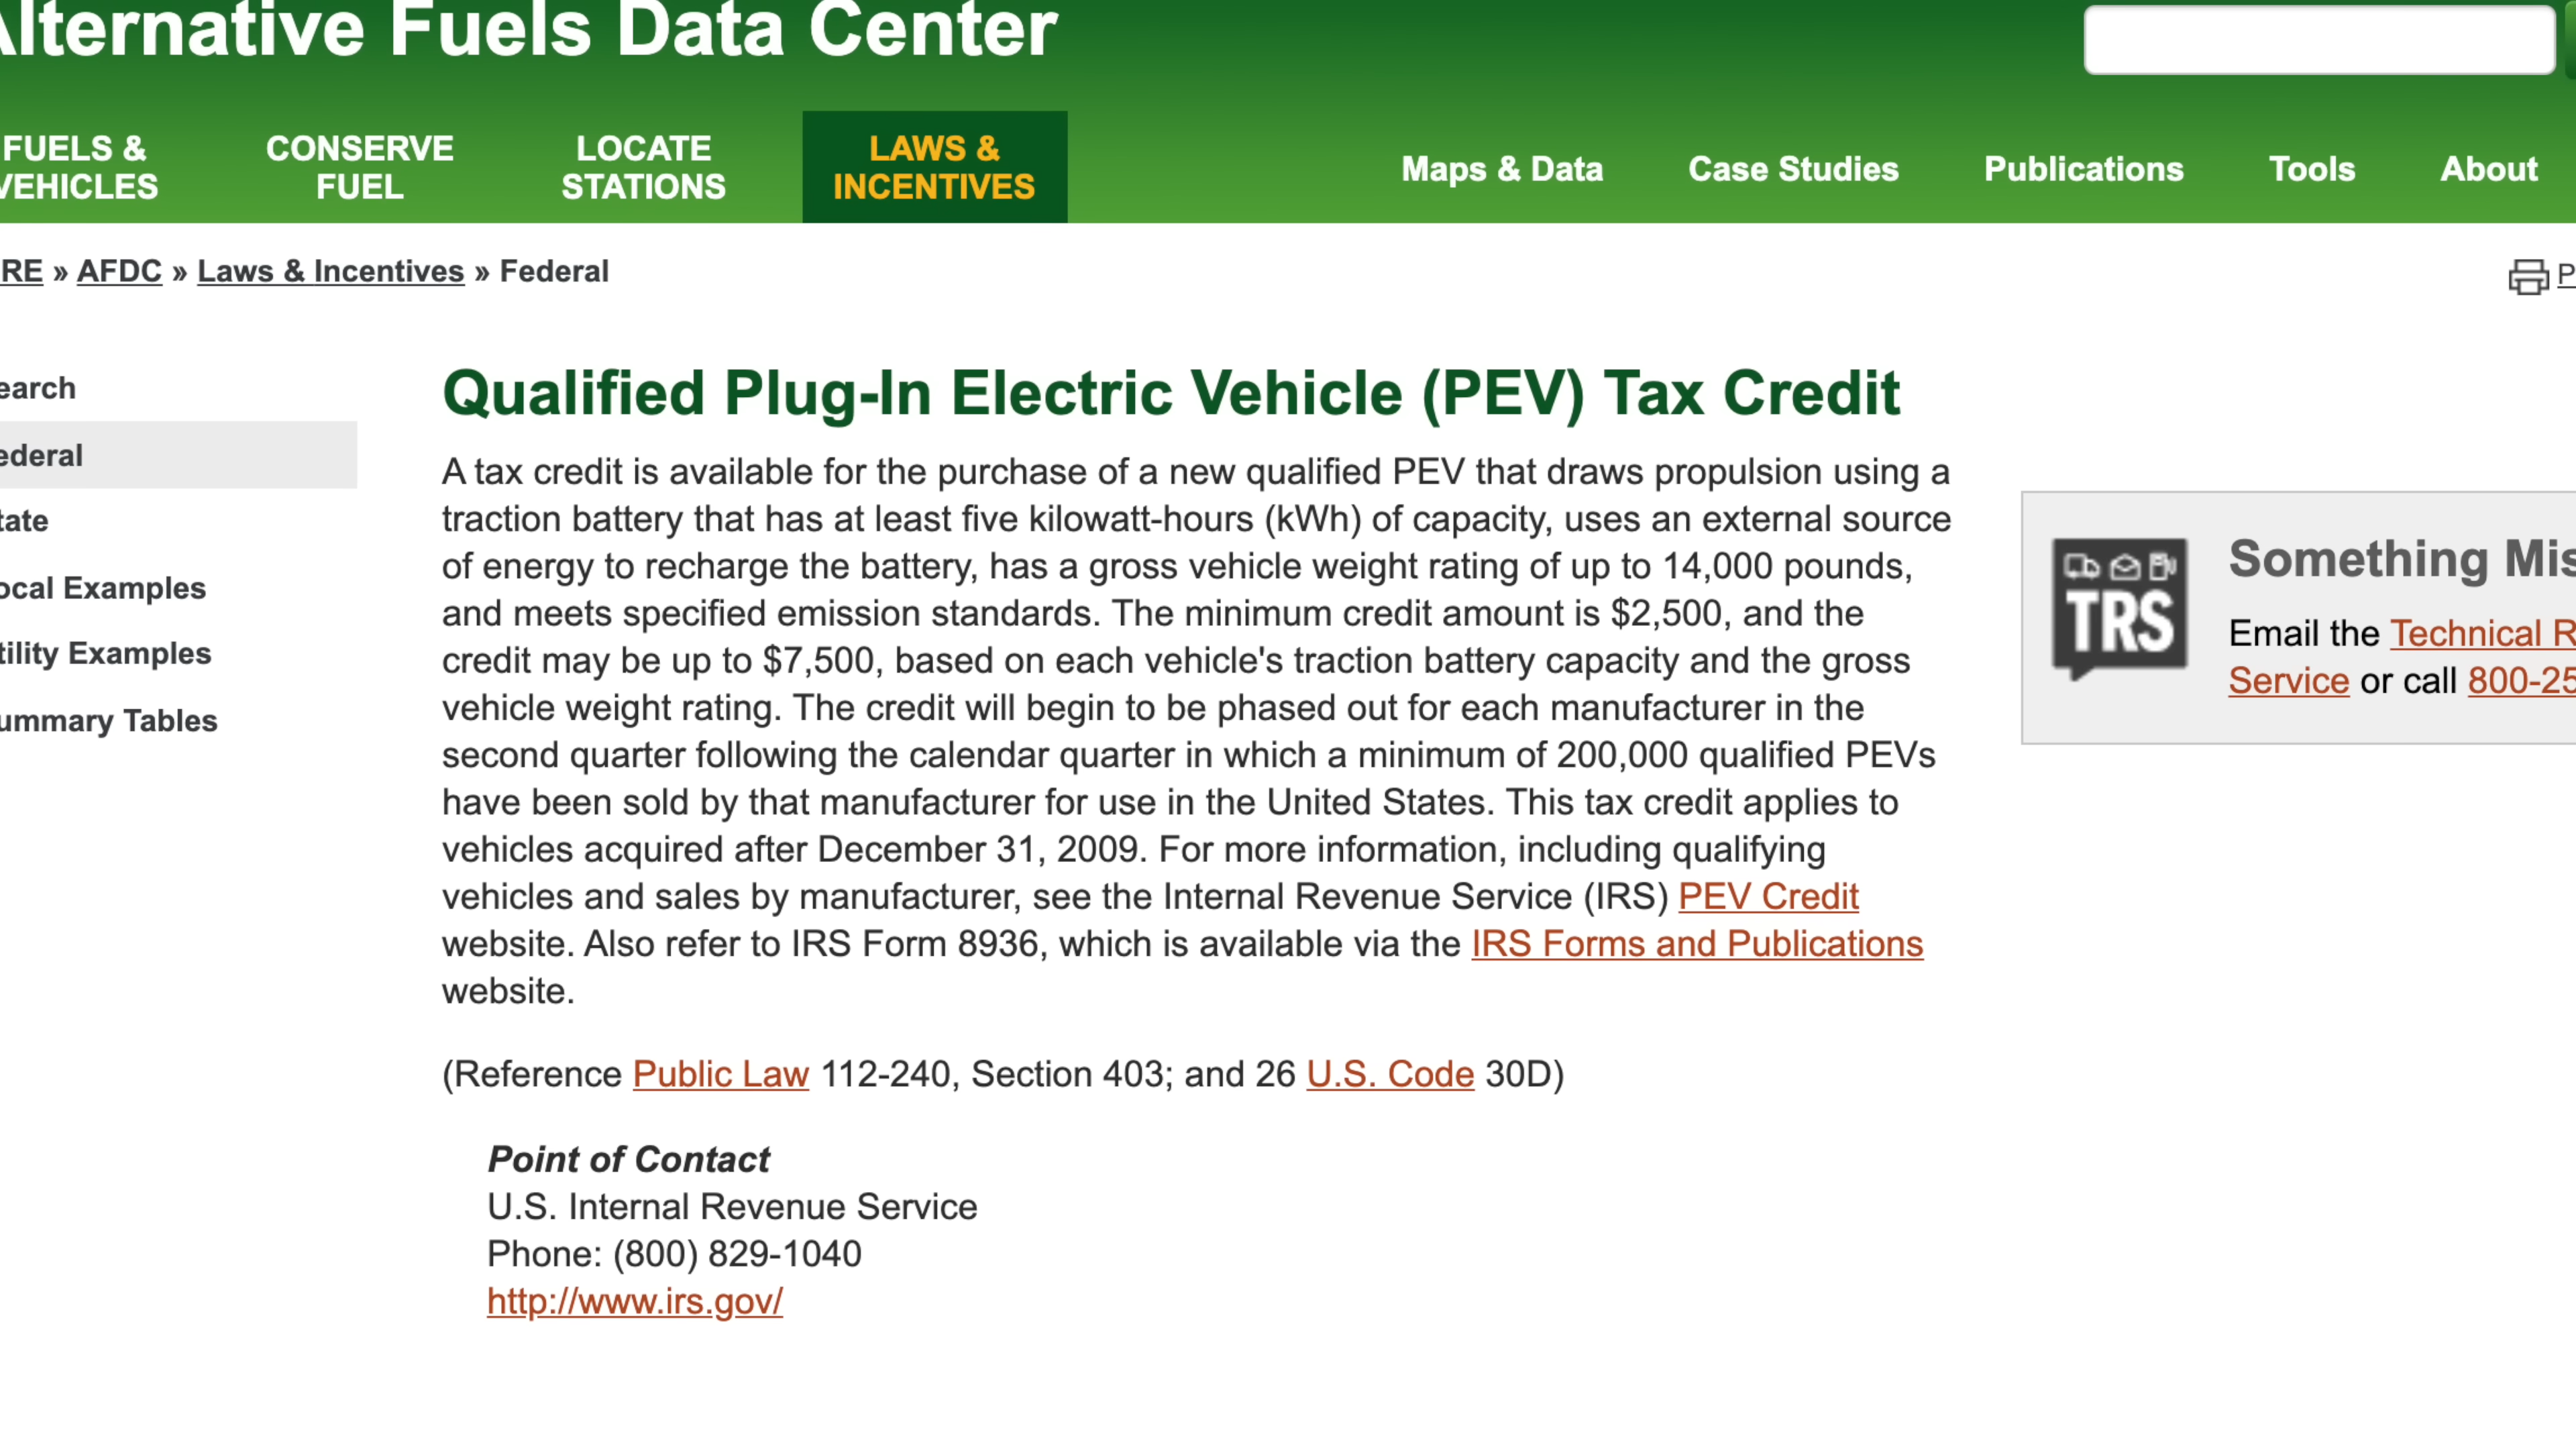 Alternative Fuels Data Center
FUELS &
VEHICLES
CONSERVE
FUEL
LOCATE
STATIONS
LAWS &
INCENTIVES
Maps & Data
Case Studies
Publications
Tools
About
RE » AFDC » Laws & Incentives » Federal
P
earch
ederal
tate
ocal Examples
tility Examples
ummary Tables
Qualified Plug-In Electric Vehicle (PEV) Tax Credit
A tax credit is available for the purchase of a new qualified PEV that draws propulsion using a
traction battery that has at least five kilowatt-hours (kWh) of capacity, uses an external source
of energy to recharge the battery, has a gross vehicle weight rating of up to 14,000 pounds,
and meets specified emission standards. The minimum credit amount is $2,500, and the
credit may be up to $7,500, based on each vehicle's traction battery capacity and the gross
vehicle weight rating. The credit will begin to be phased out for each manufacturer in the
second quarter following the calendar quarter in which a minimum of 200,000 qualified PEVs
have been sold by that manufacturer for use in the United States. This tax credit applies to
vehicles acquired after December 31, 2009. For more information, including qualifying
vehicles and sales by manufacturer, see the Internal Revenue Service (IRS) PEV Credit
website. Also refer to IRS Form 8936, which is available via the IRS Forms and Publications
website.
(Reference Public Law 112-240, Section 403; and 26 U.S. Code 30D)
Point of Contact
U.S. Internal Revenue Service
Phone: (800) 829-1040
http://www.irs.gov/
TRS
Something Mis
Email the Technical R
Service or call 800-25